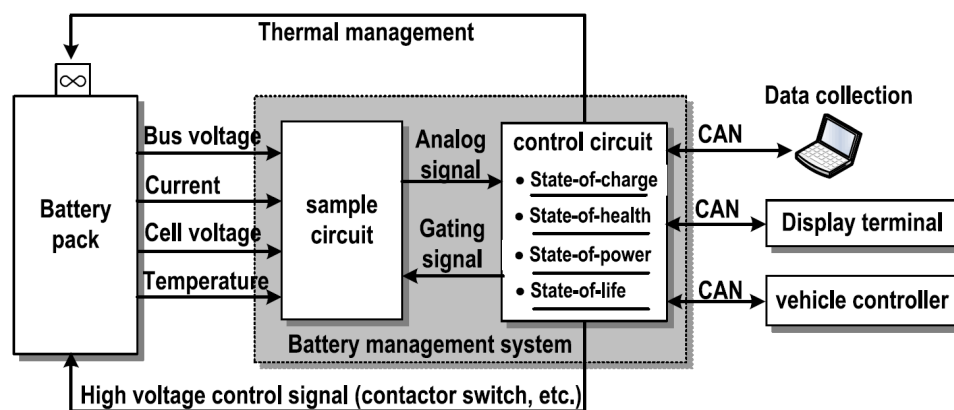 Thermal management
∞
Data collection
Bus voltage
Current
Battery
pack
Cell voltage
Temperature
sample
circuit
Analog
signal
Gating
signal
control circuit
• State-of-charge
• State-of-health
• State-of-power
• State-of-life
CAN
CAN
Display terminal
CAN
vehicle controller
Battery management system
High voltage control signal (contactor switch, etc.)